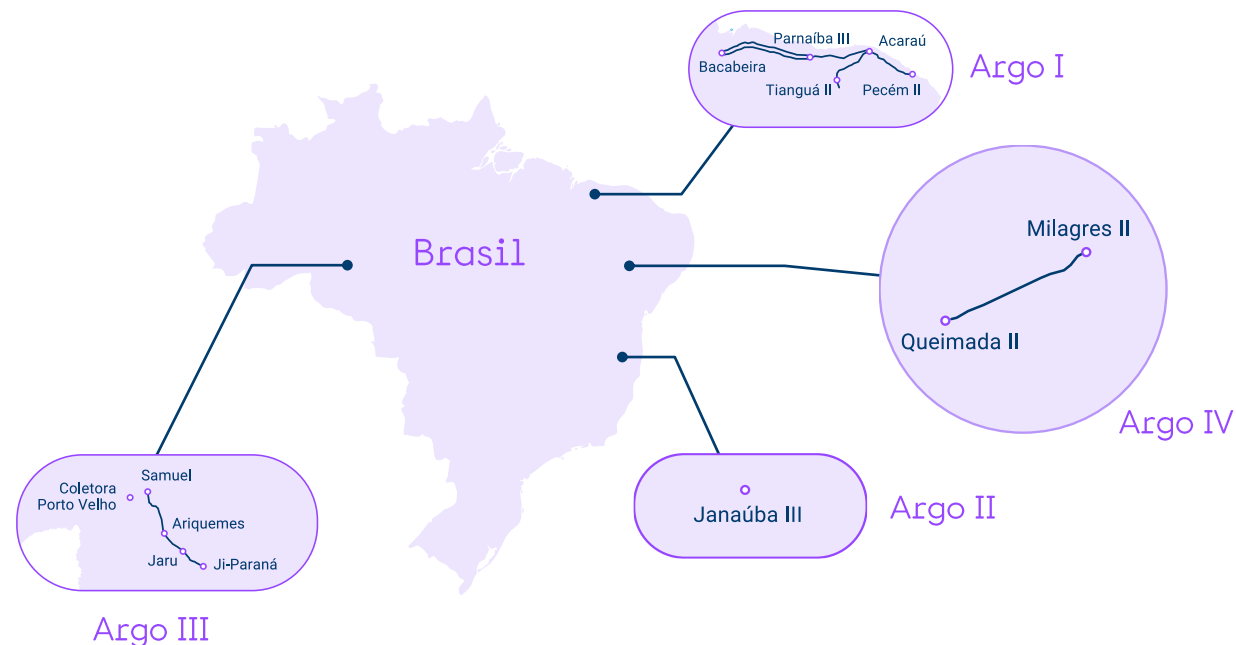 Parnaíba III
Acaraú
Bacabeira
Tianguá II
Pecém II
Argo I
Brasil
Milagres II
Queimada II
Argo IV
Janaúba III
Argo II
Samuel
Coletora
Porto Velho
Ariquemes
Jaru
Ji-Paraná
Argo III